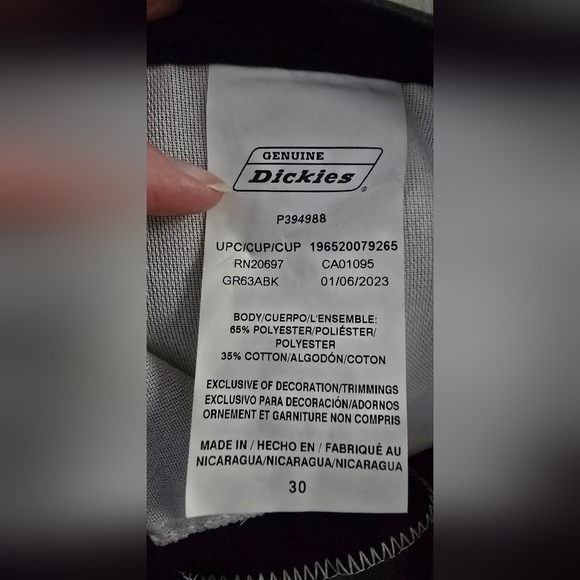 GENUINE
Dickies®
P394988
UPC/CUP/CUP 196520079265
RN20697 CA01095
GR63ABK 01/06/2023
BODY/CUERPO/L'ENSEMBLE:
65% POLYESTER/POLIÉSTER/
POLYESTER
35% COTTON/ALGODÓN/COTON
EXCLUSIVE OF DECORATION/TRIMMINGS
EXCLUSIVO PARA DECORACIÓN/ADORNOS
ORNEMENT ET GARNITURE NON COMPRIS
MADE IN / HECHO EN / FABRIQUÉ AU
NICARAGUA/NICARAGUA/NICARAGUA
30